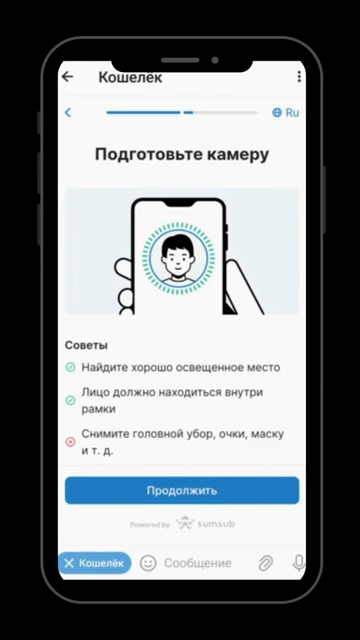 Кошелёк
Ru
Подготовьте камеру
Советы
Найдите хорошо освещенное место
Лицо должно находиться внутри
рамки
Снимите головной убор, очки, маску
и т. д.
Продолжить
Powered by sumsub
Кошелёк
Сообщение